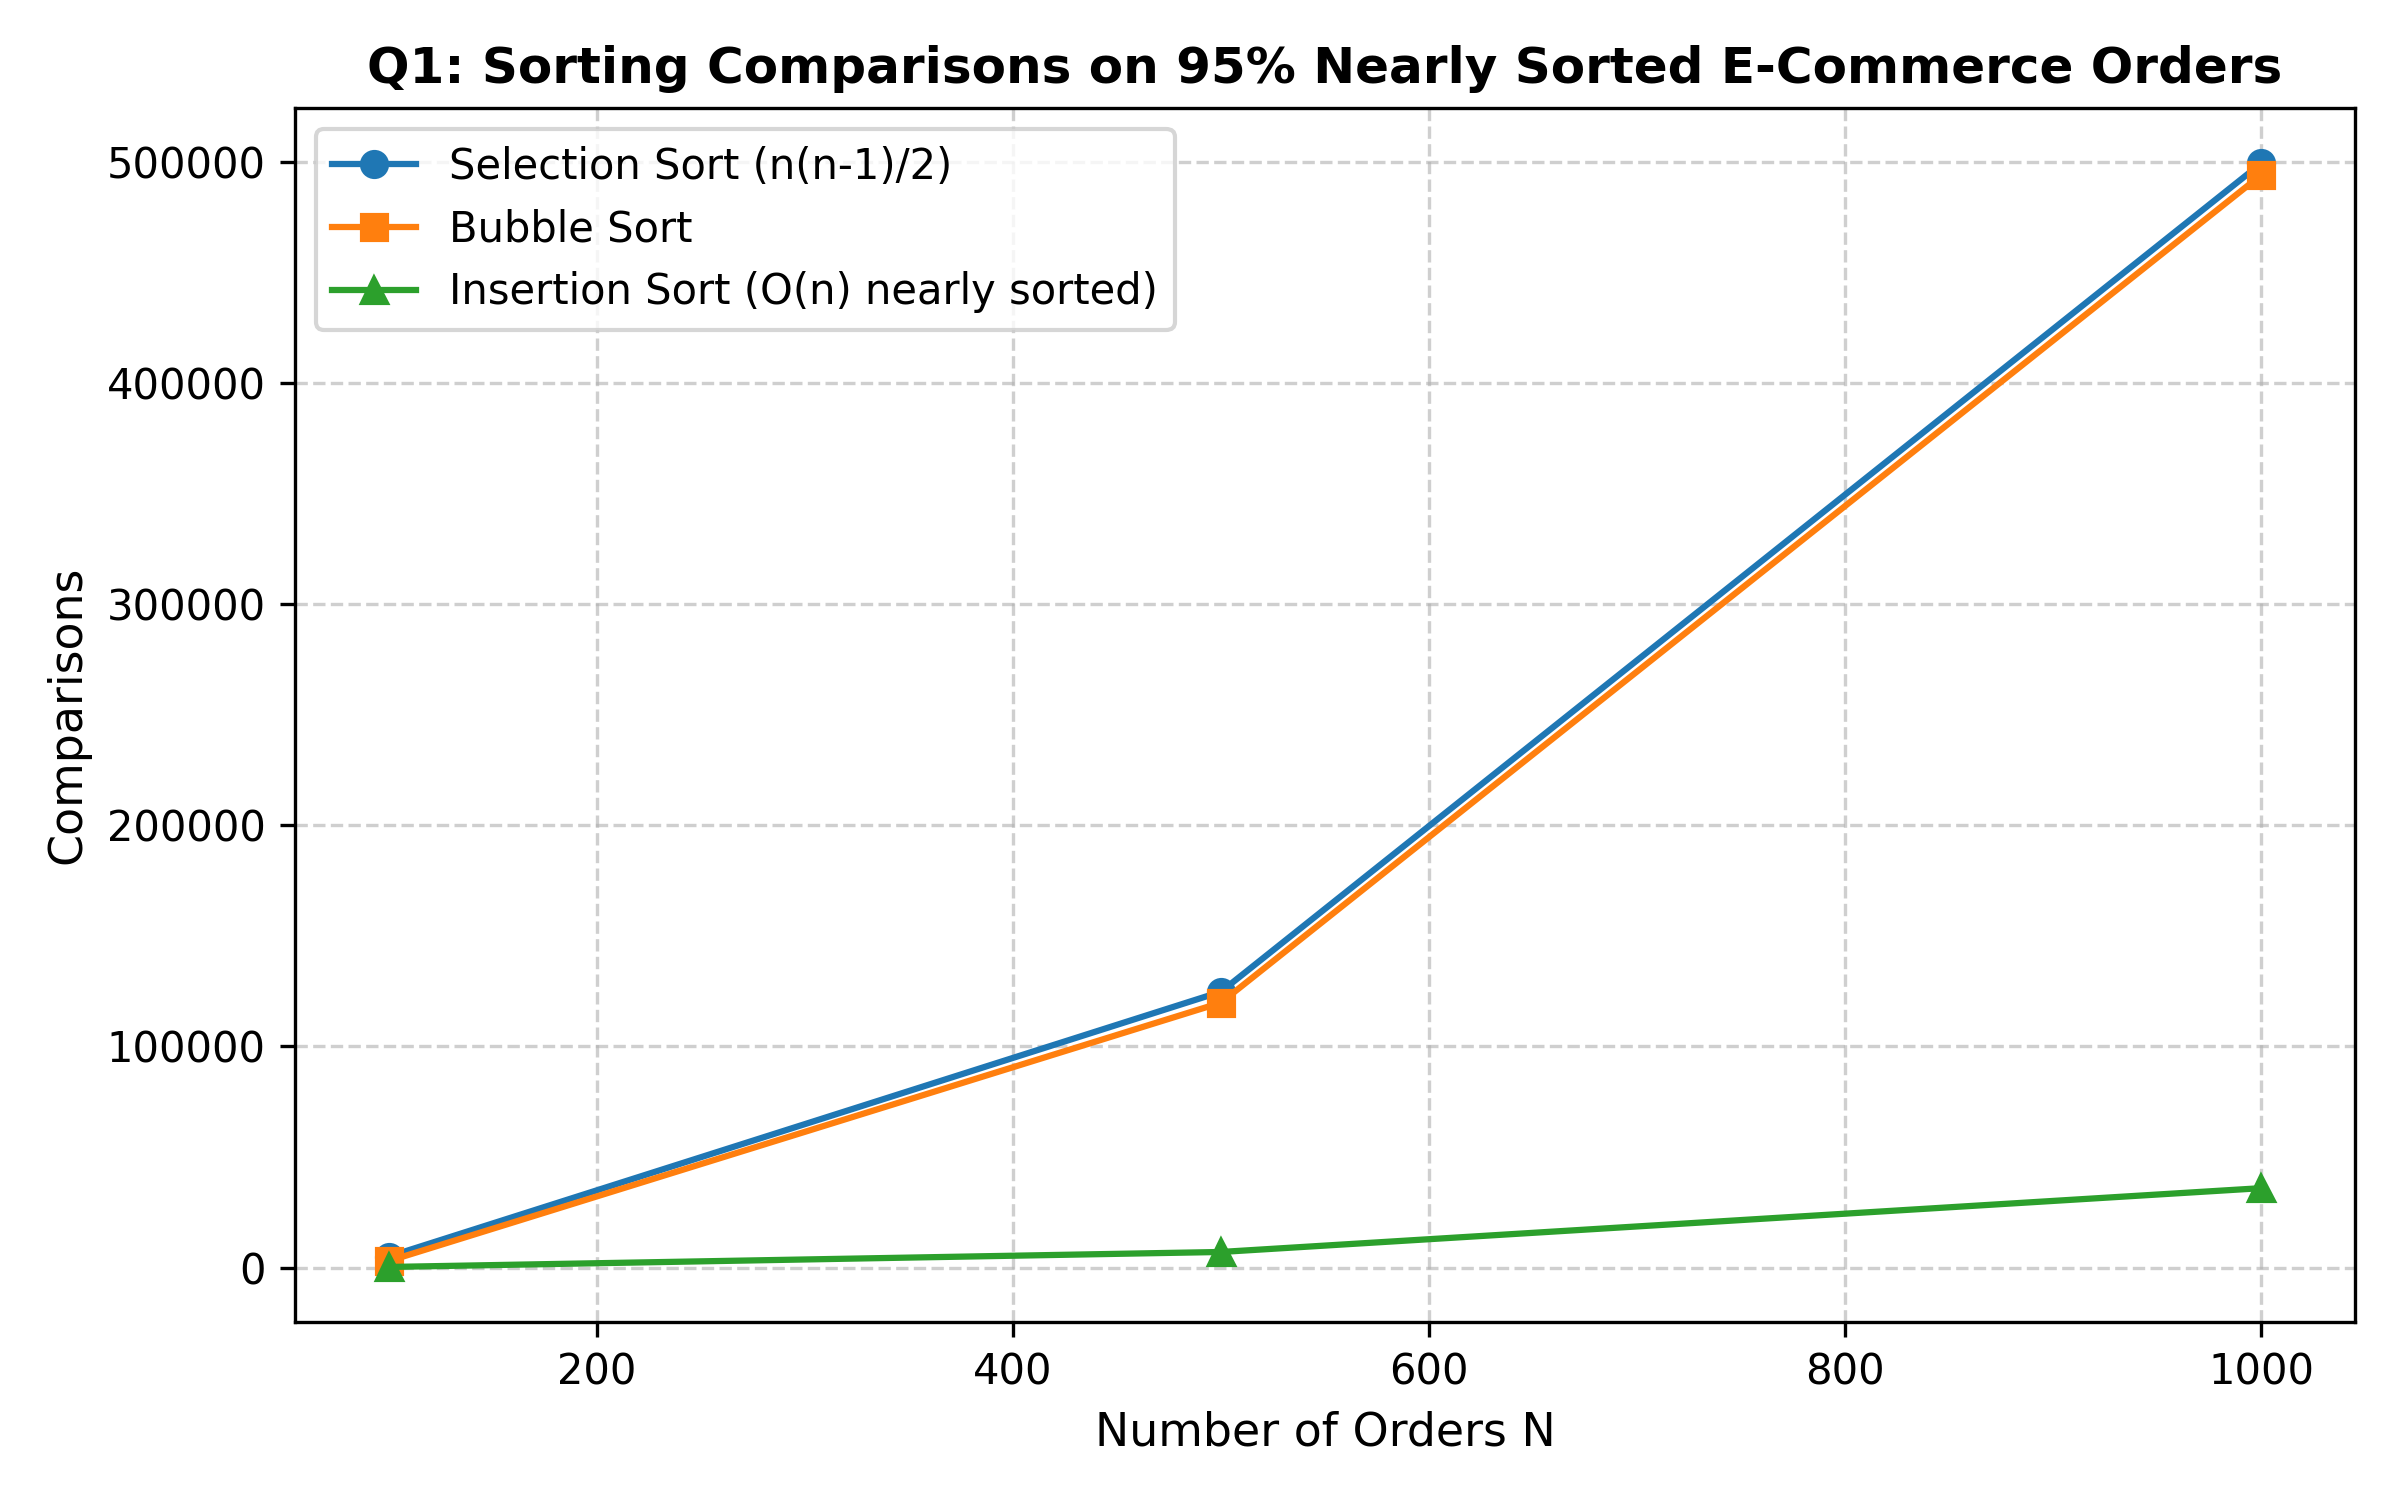 Q1: Sorting Comparisons on 95% Nearly Sorted E-Commerce Orders
Selection Sort (n(n-1)/2)
Bubble Sort
Insertion Sort (O(n) nearly sorted)
500000
400000
300000
200000
100000
0
Comparisons
200 400 600 800 1000
Number of Orders N